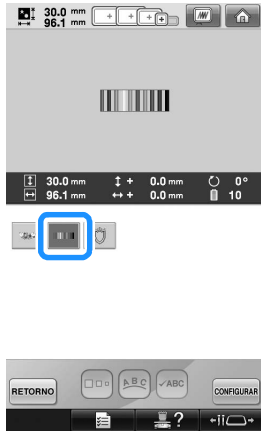 30.0 mm
96.1 mm
30.0 mm + 0.0 mm 0°
96.1 mm + 0.0 mm 10
RETORNO ABC ABC CONFIGURAR
?